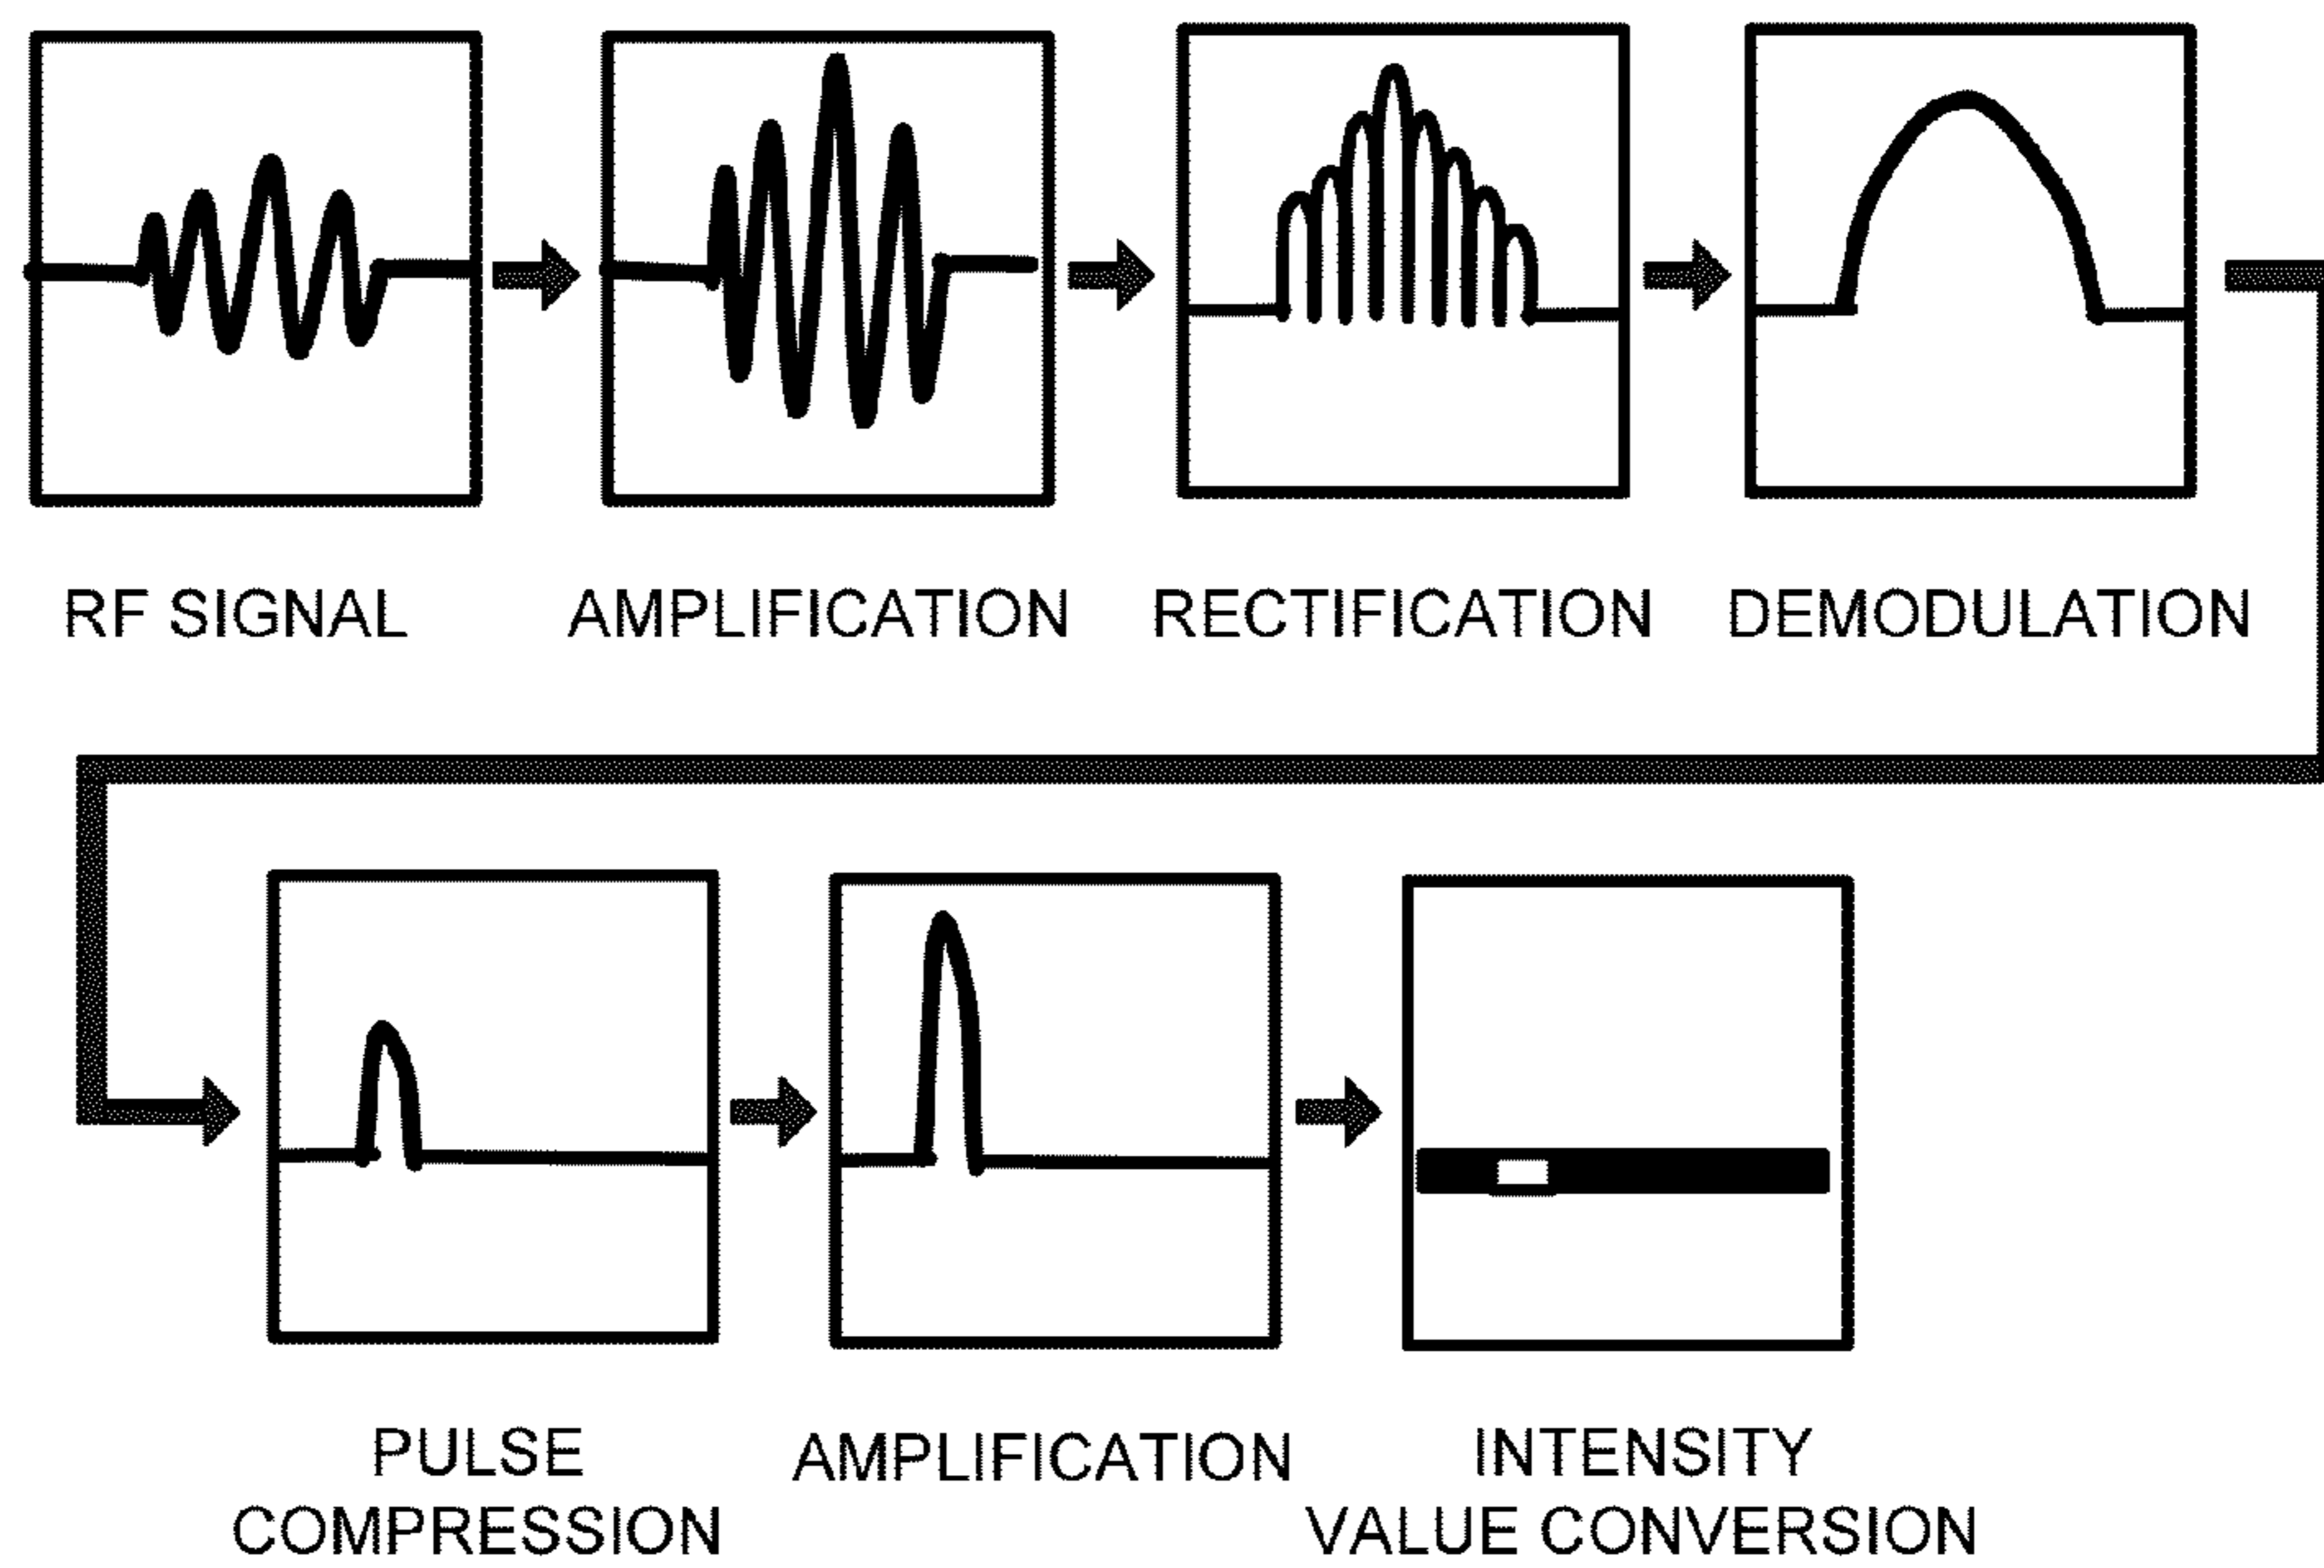 RF SIGNAL
AMPLIFICATION
RECTIFICATION
DEMODULATION
PULSE
COMPRESSION
AMPLIFICATION
INTENSITY
VALUE CONVERSION